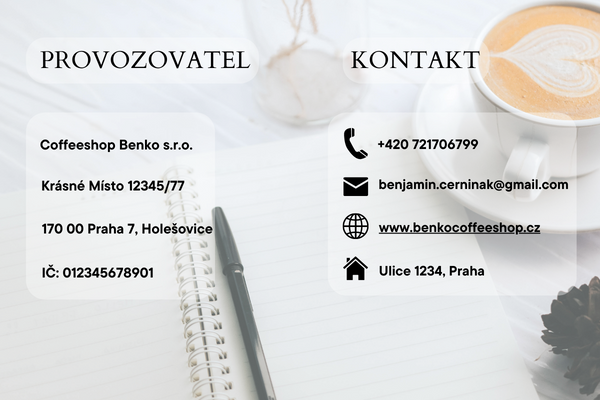 PROVOZOVATEL
Coffeeshop Benko s.r.o.
Krásné Místo 12345/77
170 00 Praha 7, Holešovice
IČ: 012345678901
KONTAKT
+420 721706799
benjamin.cerninak@gmail.com
www.benkocoffeeshop.cz
Ulice 1234, Praha